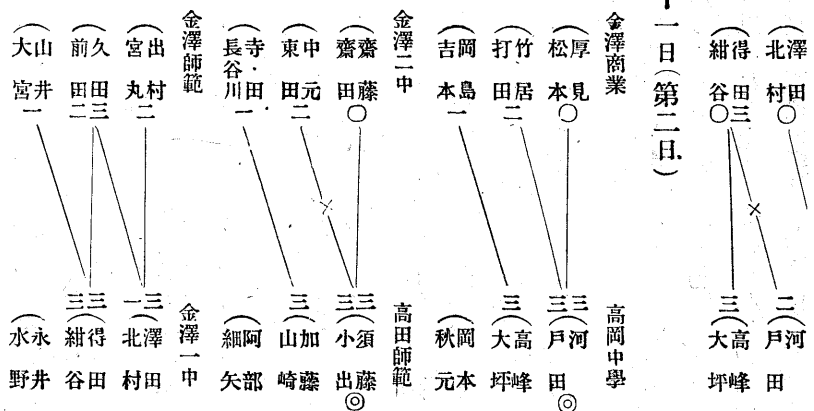 澤田○
北村
得田三
紺谷○
河田二
戸
高峰三
大坪
一日(第二日)
金澤商業
厚見○
松本
竹居二
打田
岡島一
吉本
高岡中學
三河田◎
三戸
三高峰
大坪
岡本
秋元
金澤二中
齋藤○
齋田
中元二
東田
寺田一
長谷川
高田師範
三須藤◎
三小出
三加藤
山崎
阿部
細矢
金澤師範
出村二
宮丸
久田三
前田二
山井一
大宮
金澤一中
三澤田
一北村
三得田
三紺谷
永井
水野